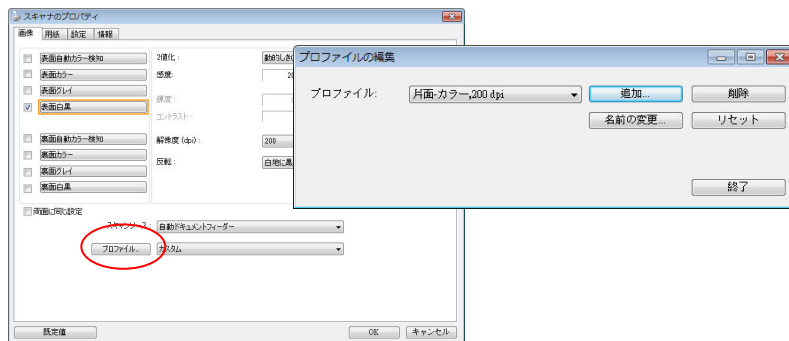 スキャナのプロパティ
画像 用紙 設定 情報
表面自動カラー検知
表面カラー
表面グレイ
表面白黒
裏面自動カラー検知
裏面カラー
裏面グレイ
裏面白黒
2値化:
感度:
輝度:
コントラスト:
解像度 (dpi): 200
反転: 白地に黒
両面に同じ設定
スキャンソース: 自動ドキュメントフィーダー
プロファイル... カスタム
既定値 OK キャンセル
プロファイルの編集
プロファイル: 片面-カラー,200 dpi 追加... 削除
名前の変更... リセット
終了